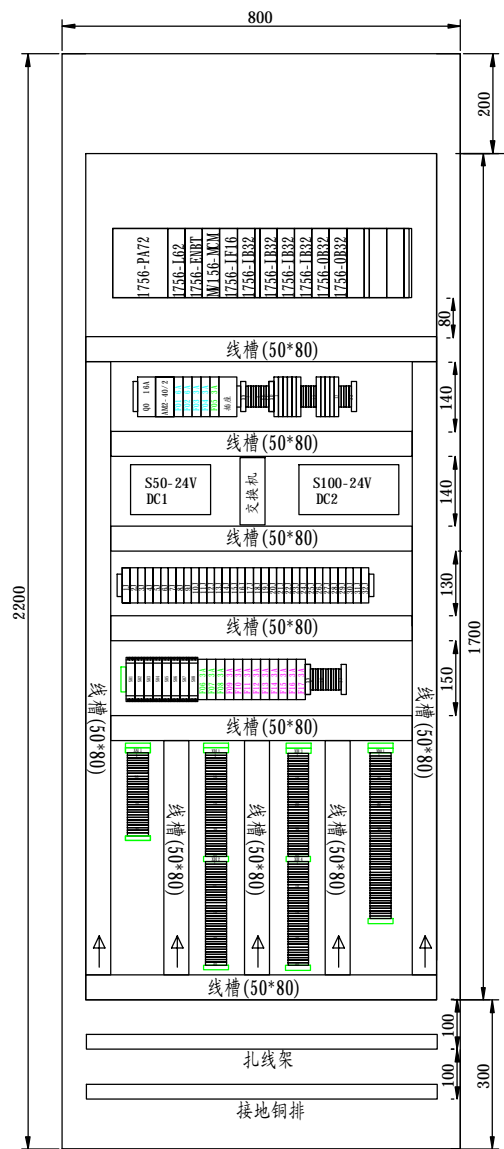 800
200
1756-PA72
1756-L62
1756-ENBT
MVI56-MCM
1756-IF16
1756-IB32
1756-IB32
1756-IB32
1756-IB32
1756-OB32
1756-OB32
80
线槽(50*80)
140
Q0 16A
AM2-40/2
插座
线槽(50*80)
140
S50-24V
DC1
交换机
S100-24V
DC2
线槽(50*80)
130
2200
1700
线槽(50*80)
150
线槽(50*80)
线槽(50*80)
线槽(50*80)
线槽(50*80)
线槽(50*80)
线槽(50*80)
线槽(50*80)
100
扎线架
300
100
接地铜排